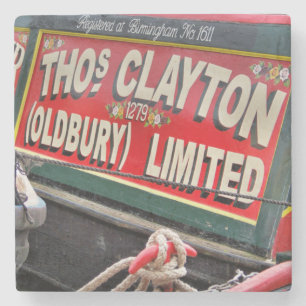 Registered at Birmingham No 1611
THOS CLAYTON
1279
(OLDBURY) LIMITED